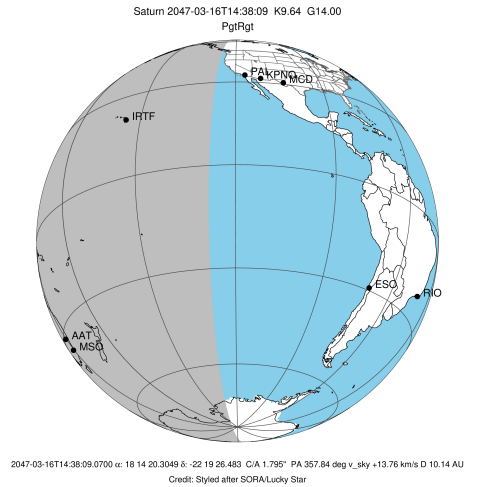 Saturn 2047-03-16T14:38:09 K9.64 G14.00
PgtRgt
PAL
KPNO
MCD
IRTF
ESO
RIO
AAT
MSO
2047-03-16T14:38:09.0700 α: 18 14 20.3049 δ: -22 19 26.483 C/A 1.795" PA 357.84 deg v_sky +13.76 km/s D 10.14 AU
Credit: Styled after SORA/Lucky Star